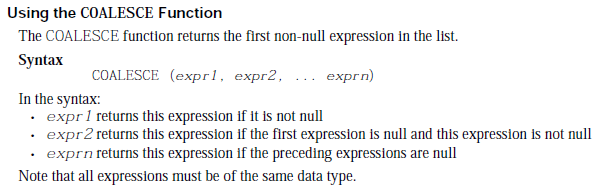 Using the COALESCE Function
The COALESCE function returns the first non-null expression in the list.
Syntax
COALESCE (expr1, expr2, ... exprn)
In the syntax:
• expr1 returns this expression if it is not null
• expr2 returns this expression if the first expression is null and this expression is not null
• exprn returns this expression if the preceding expressions are null
Note that all expressions must be of the same data type.